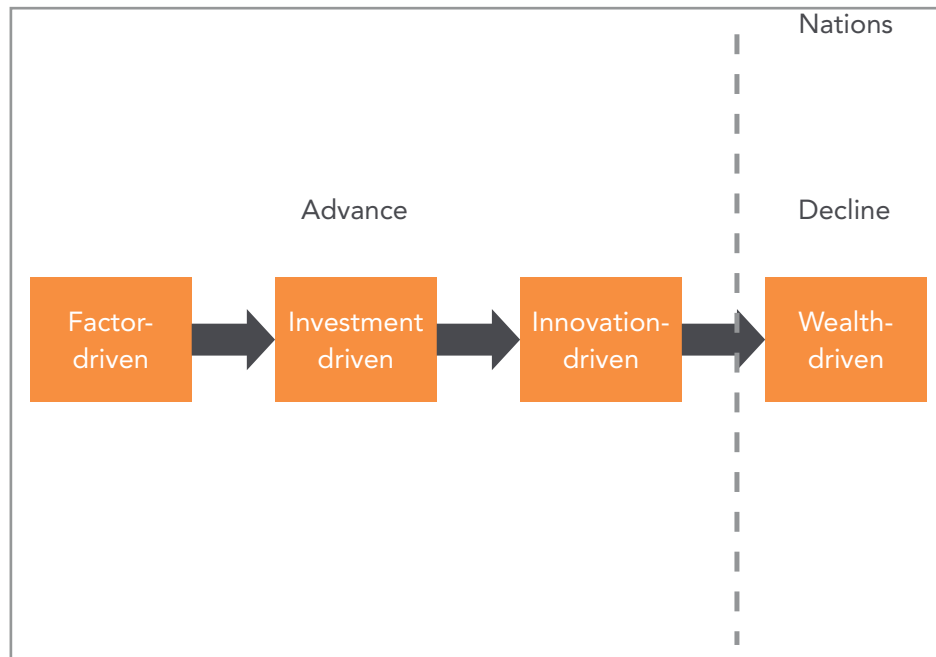 Nations
Advance
Decline
Factor-
driven
Investment
driven
Innovation-
driven
Wealth-
driven